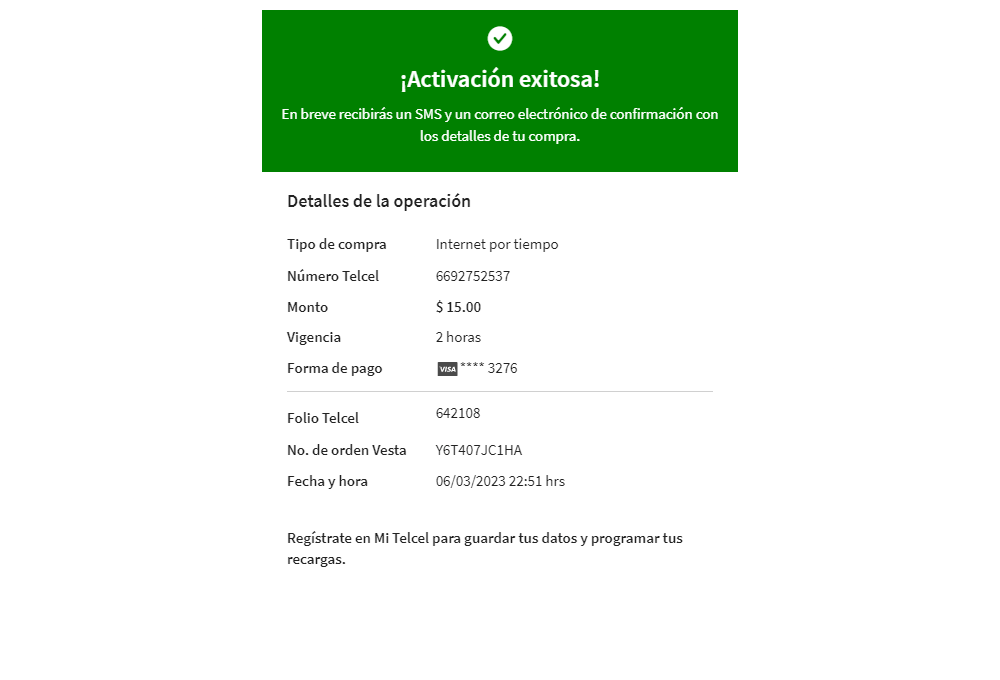 ¡Activación exitosa!
En breve recibirás un SMS y un correo electrónico de confirmación con
los detalles de tu compra.
Detalles de la operación
Tipo de compra Internet por tiempo
Número Telcel 6692752537
Monto $ 15.00
Vigencia 2 horas
Forma de pago VISA **** 3276
Folio Telcel 642108
No. de orden Vesta Y6T407JC1HA
Fecha y hora 06/03/2023 22:51 hrs
Regístrate en Mi Telcel para guardar tus datos y programar tus
recargas.